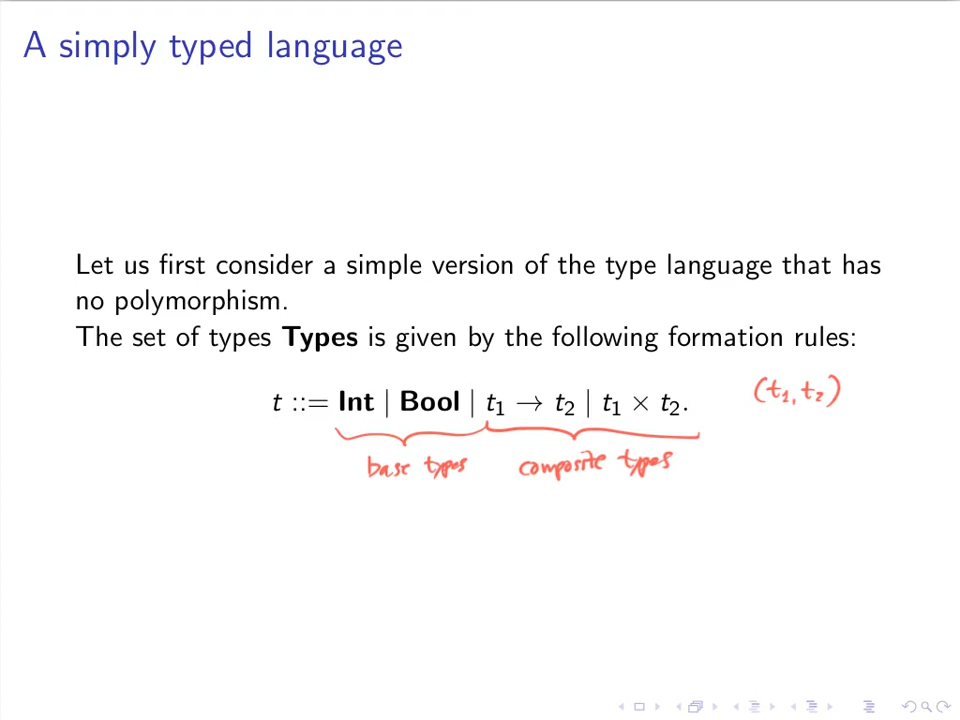 A simply typed language
Let us first consider a simple version of the type language that has
no polymorphism.
The set of types Types is given by the following formation rules:
t ::= Int | Bool | t₁ → t₂ | t₁ × t₂.
(t₁, t₂)
base types
composite types